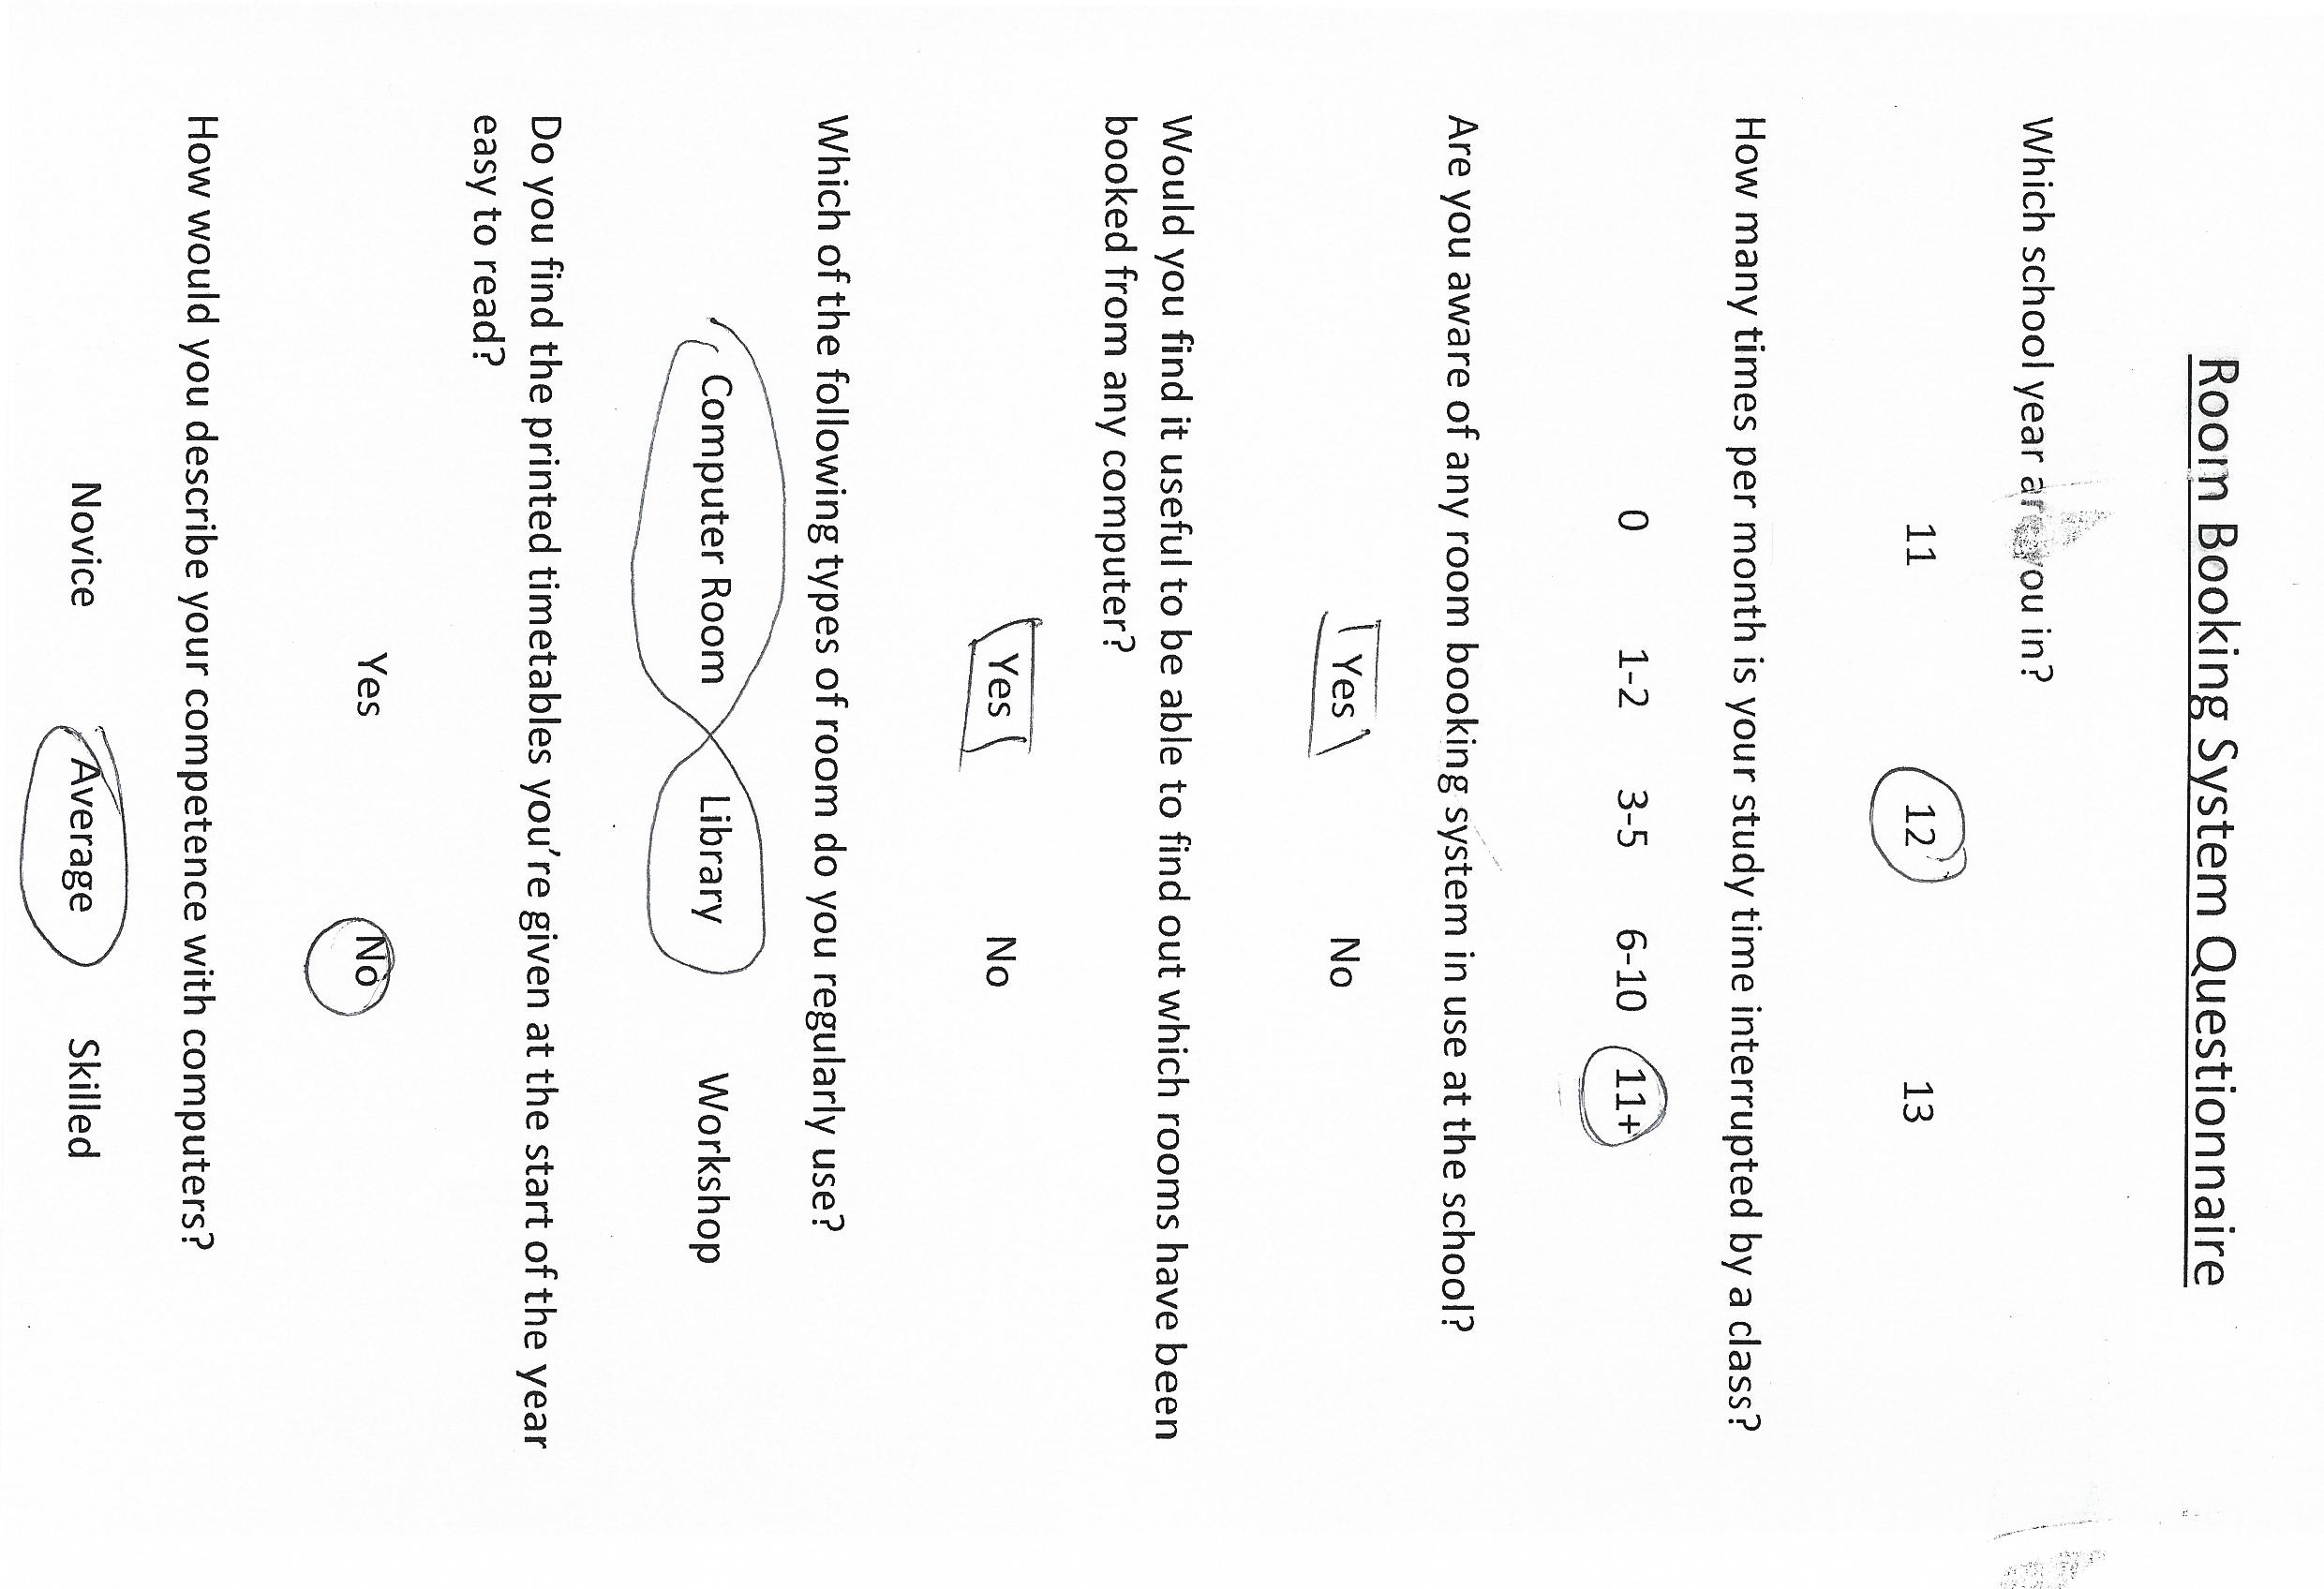 Room Booking System Questionnaire
Which school year are you in?
11 12 13
How many times per month is your study time interrupted by a class?
0 1-2 3-5 6-10 11+
Are you aware of any room booking system in use at the school?
Yes No
Would you find it useful to be able to find out which rooms have been
booked from any computer?
Yes No
Which of the following types of room do you regularly use?
Computer Room Library Workshop
Do you find the printed timetables you're given at the start of the year
easy to read?
Yes No
How would you describe your competence with computers?
Novice Average Skilled